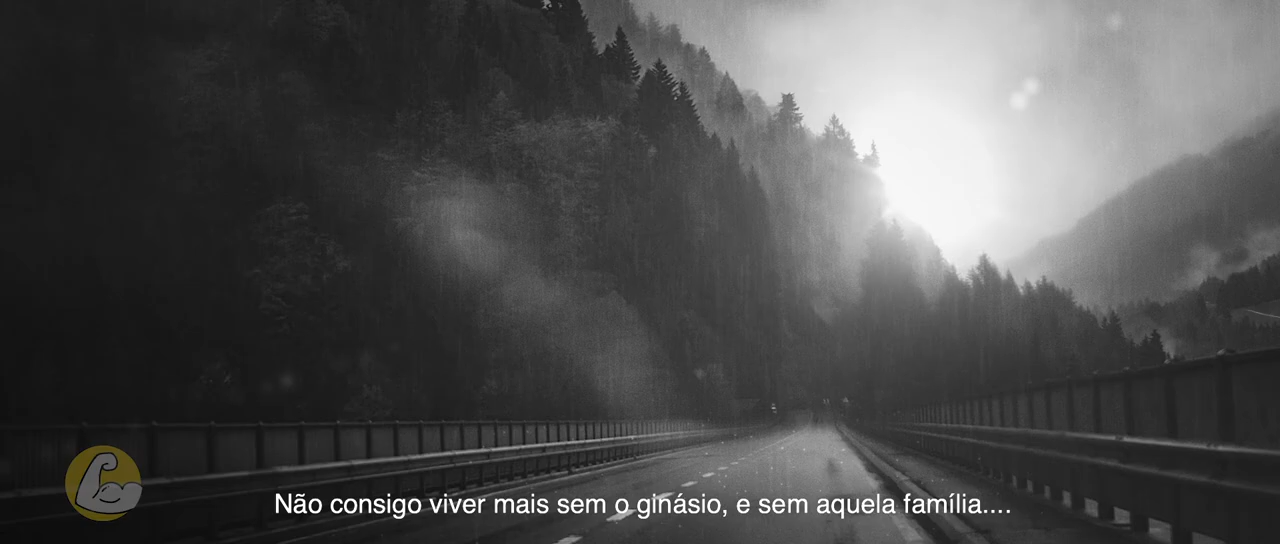 Não consigo viver mais sem o ginásio, e sem aquela família....